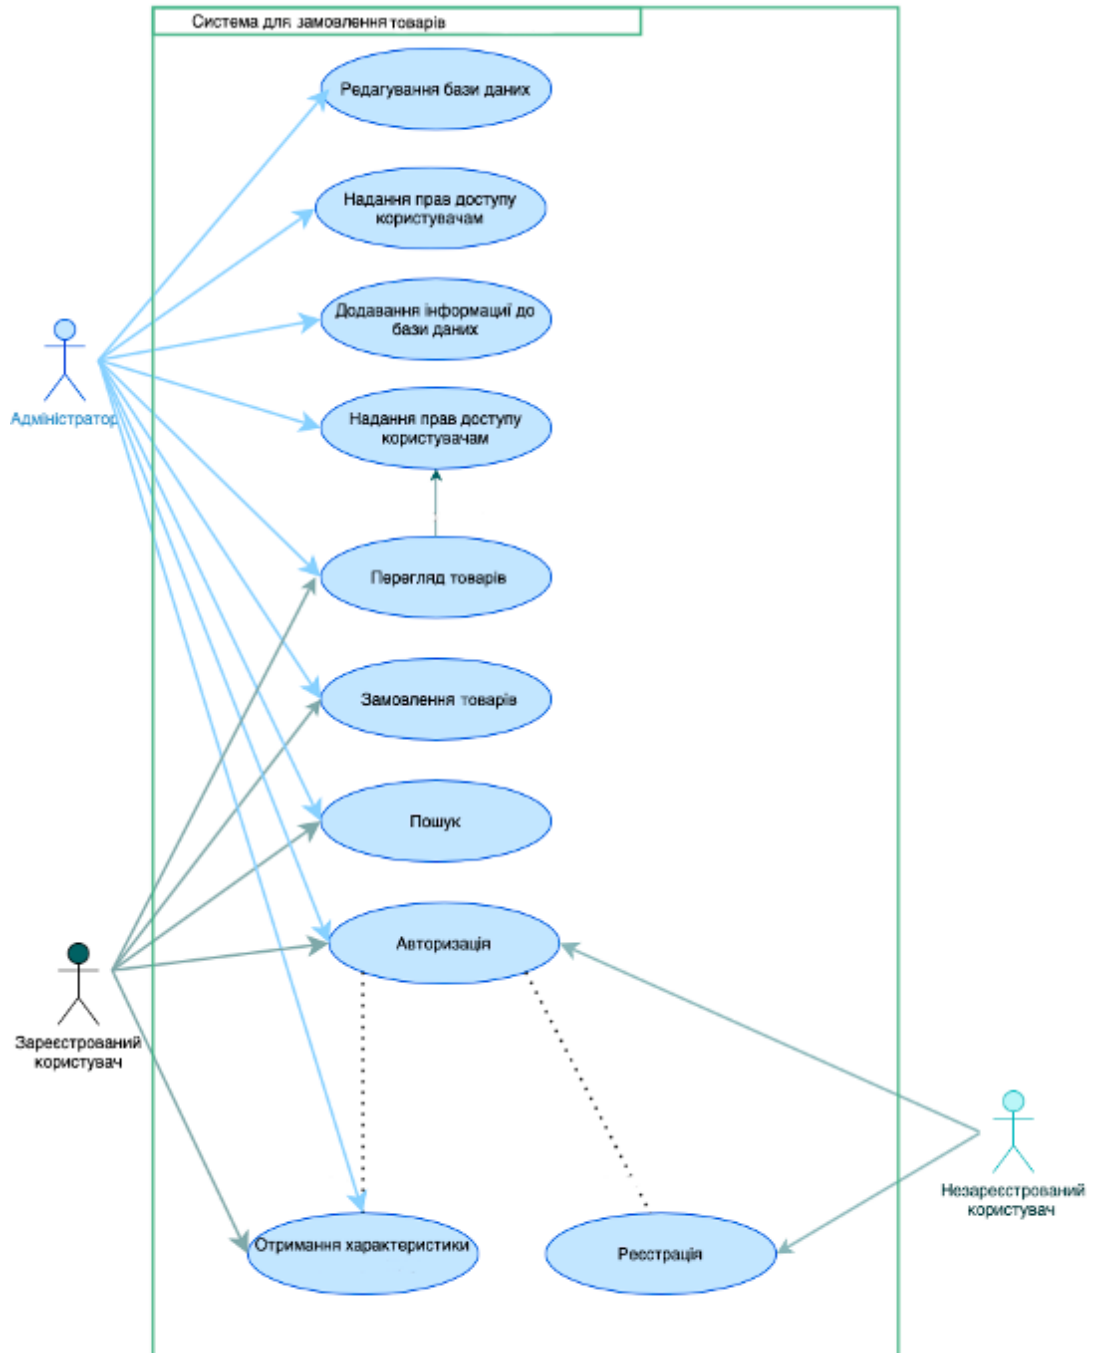 Система для замовлення товарів
Редагування бази даних
Надання прав доступу
користувачам
Додавання інформациї до
бази даних
Адміністратор
Надання прав доступу
користувачам
Перегляд товарів
Замовлення товарів
Пошук
Авторизація
Зареєстрований
користувач
Незареєстрований
користувач
Отримання характеристики
Реєстрація